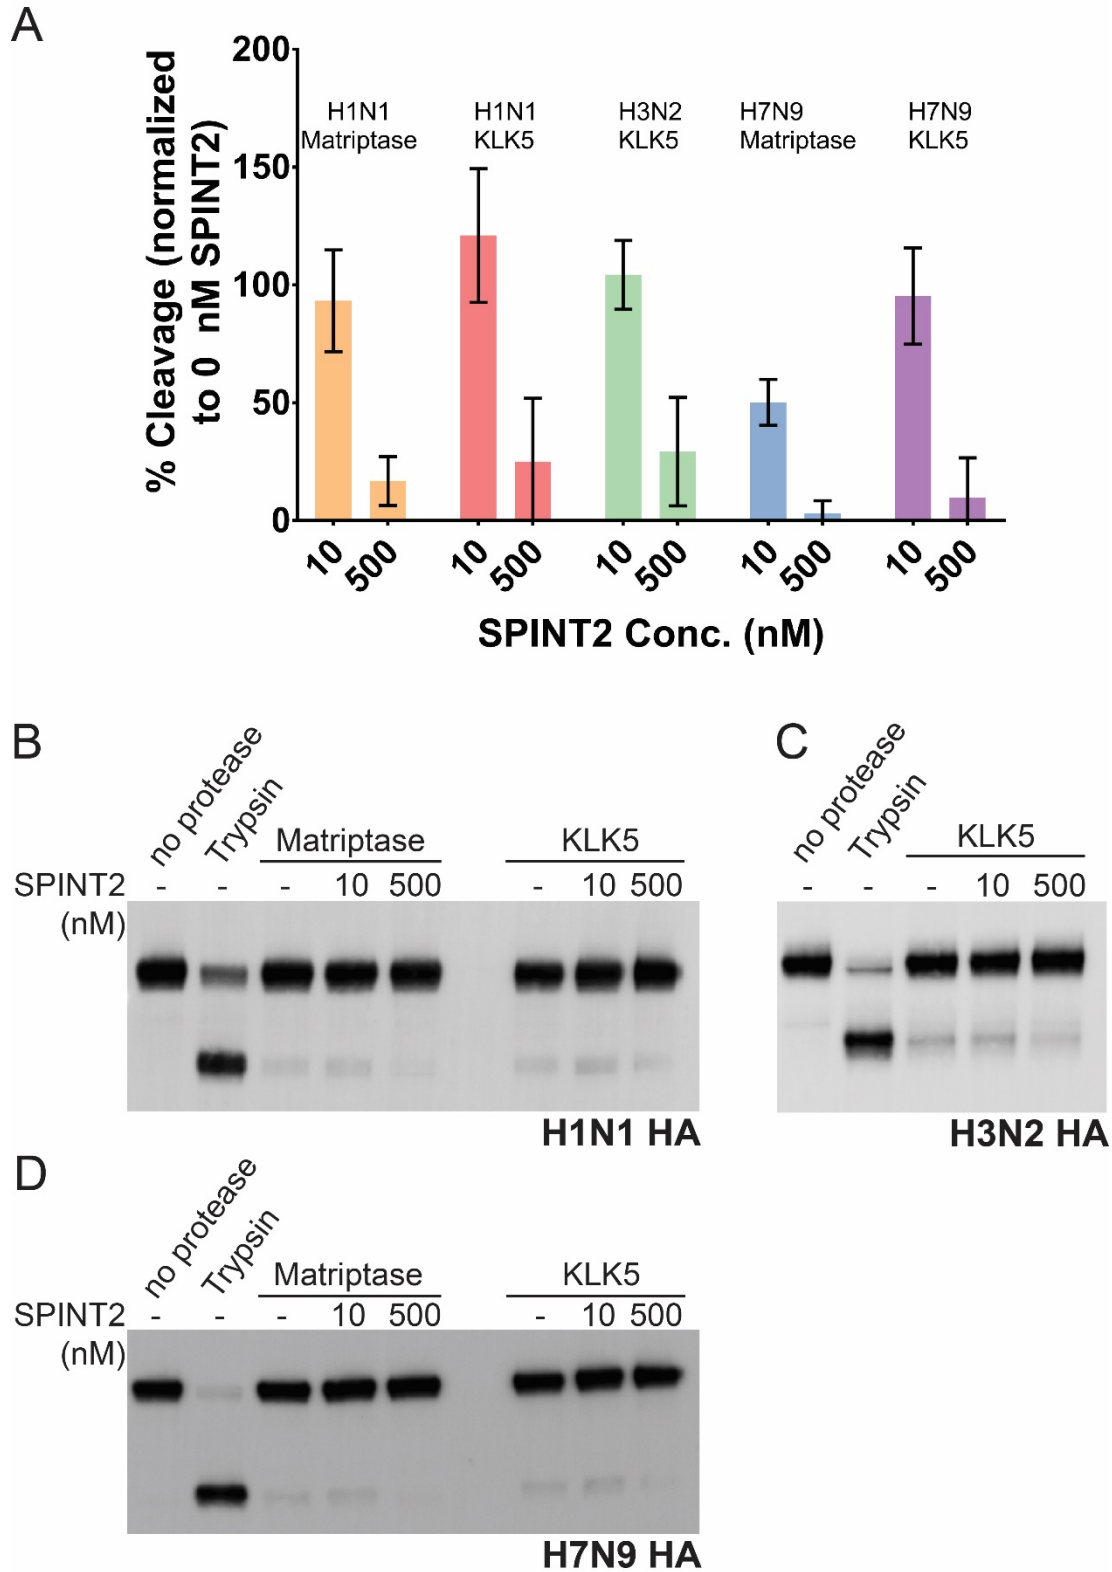 A
% Cleavage (normalized
to 0 nM SPINT2)
200
150
100
50
0
H1N1 H1N1 H3N2 H7N9 H7N9
Matriptase KLK5 KLK5 Matriptase KLK5
10 500 10 500 10 500 10 500 10 500
SPINT2 Conc. (nM)
B
no protease
Trypsin
Matriptase KLK5
SPINT2 - - - 10 500 - 10 500
(nM)
H1N1 HA
C
no protease
Trypsin
KLK5
- - - 10 500
H3N2 HA
D
no protease
Trypsin
Matriptase KLK5
SPINT2 - - - 10 500 - 10 500
(nM)
H7N9 HA